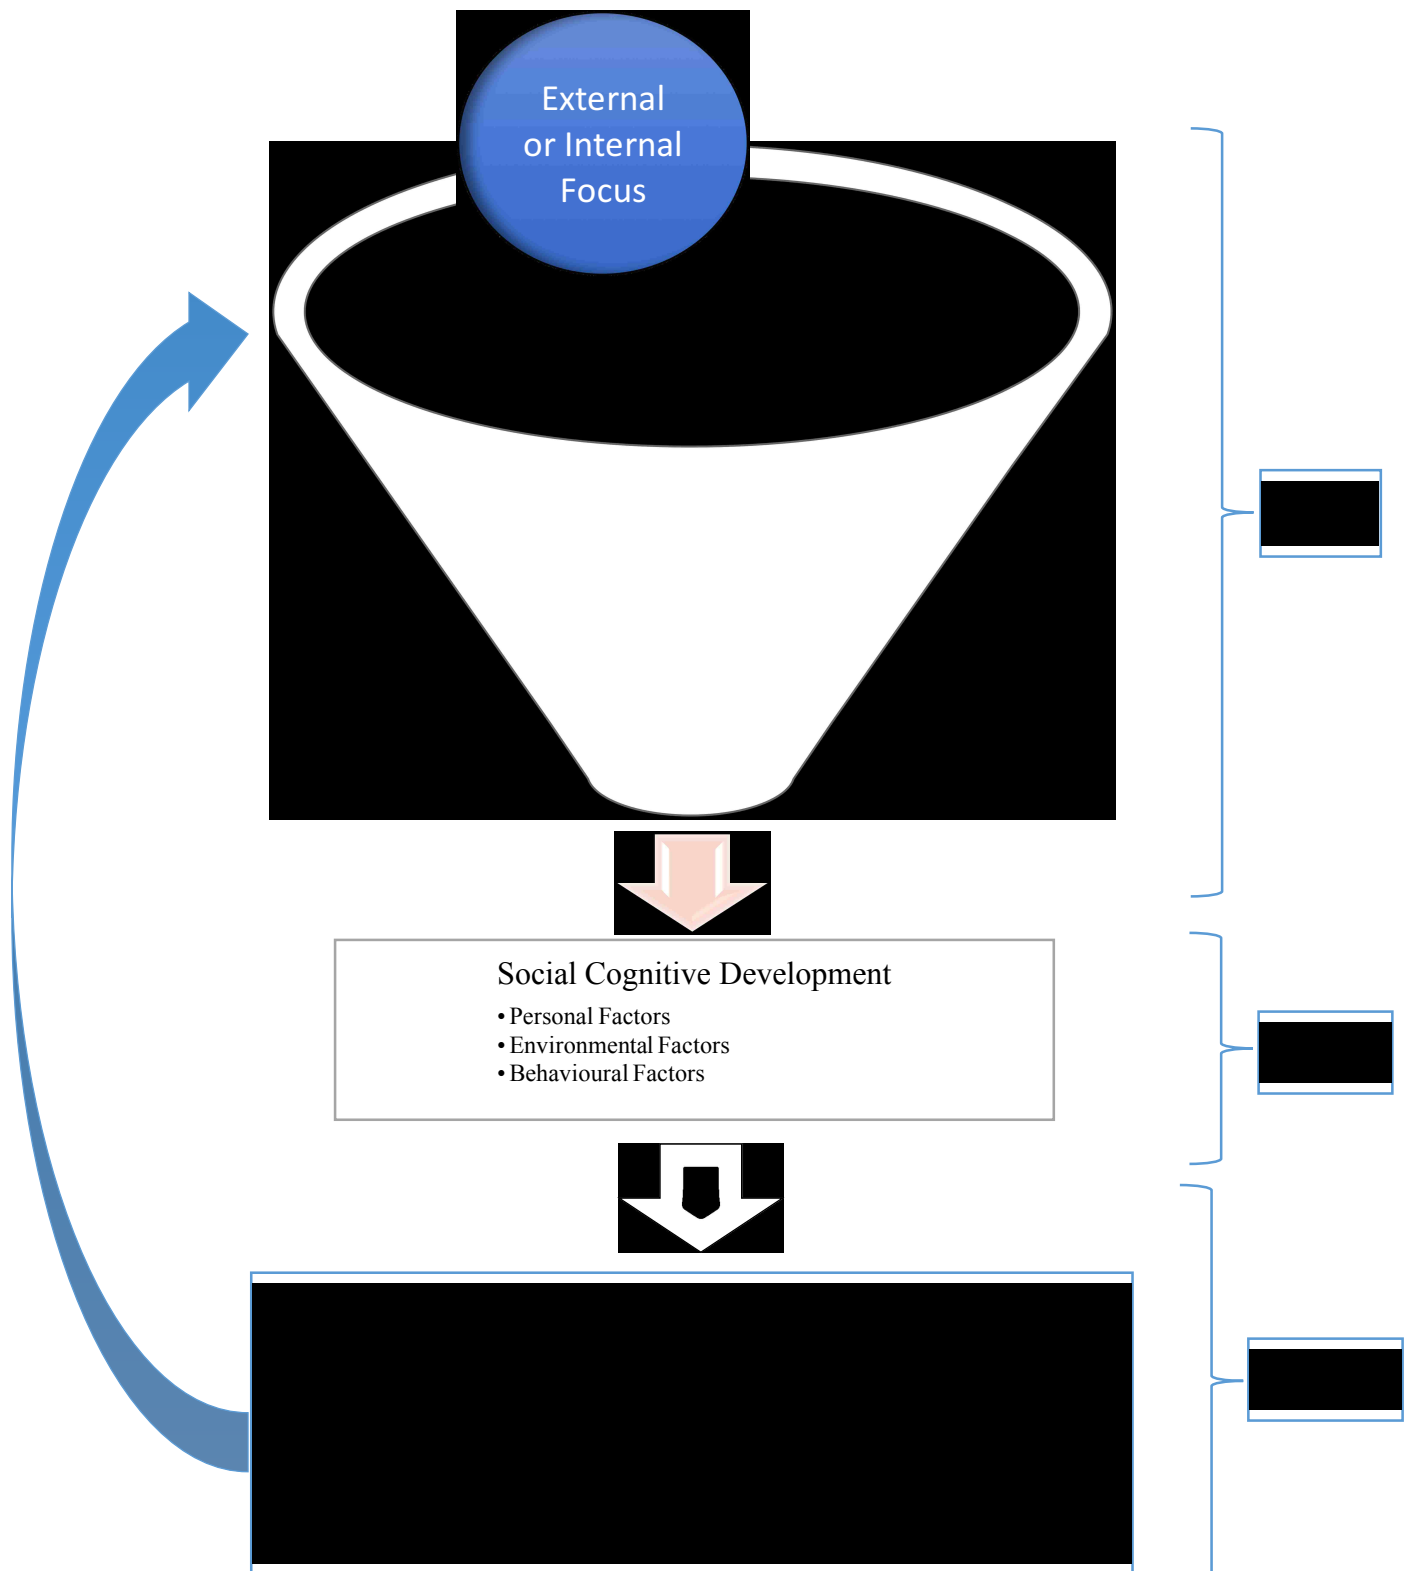 External
or Internal
Focus
Social Cognitive Development
• Personal Factors
• Environmental Factors
• Behavioural Factors